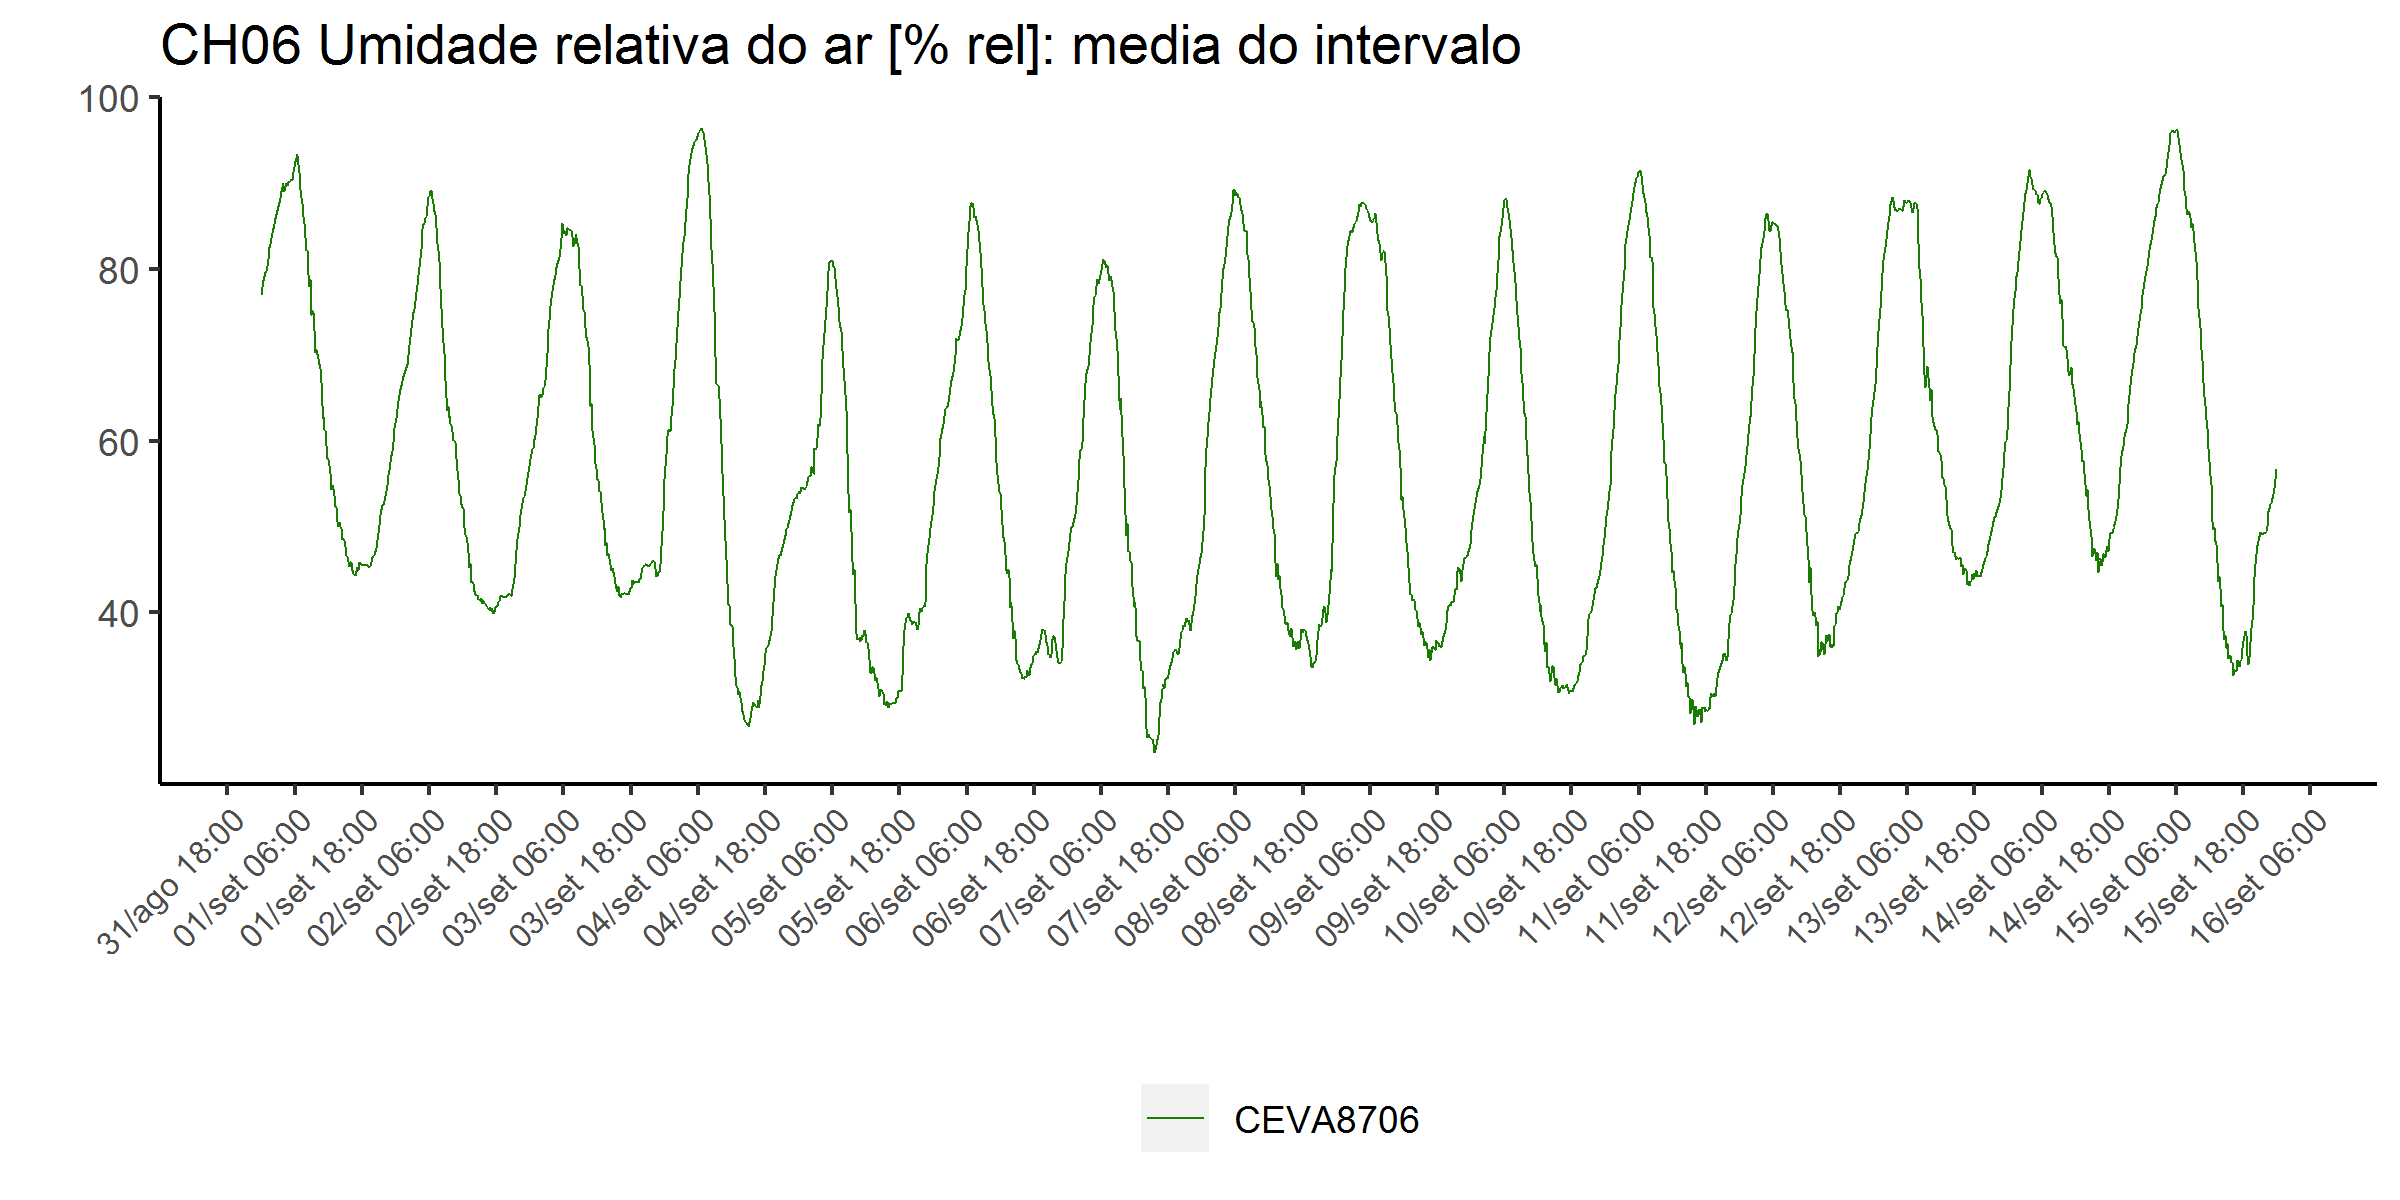 CH06 Umidade relativa do ar [% rel]: media do intervalo
100
80
60
40
31/ago 18:00
01/set 06:00
01/set 18:00
02/set 06:00
02/set 18:00
03/set 06:00
03/set 18:00
04/set 06:00
04/set 18:00
05/set 06:00
05/set 18:00
06/set 06:00
06/set 18:00
07/set 06:00
07/set 18:00
08/set 06:00
08/set 18:00
09/set 06:00
09/set 18:00
10/set 06:00
10/set 18:00
11/set 06:00
11/set 18:00
12/set 06:00
12/set 18:00
13/set 06:00
13/set 18:00
14/set 06:00
14/set 18:00
15/set 06:00
15/set 18:00
16/set 06:00
CEVA8706